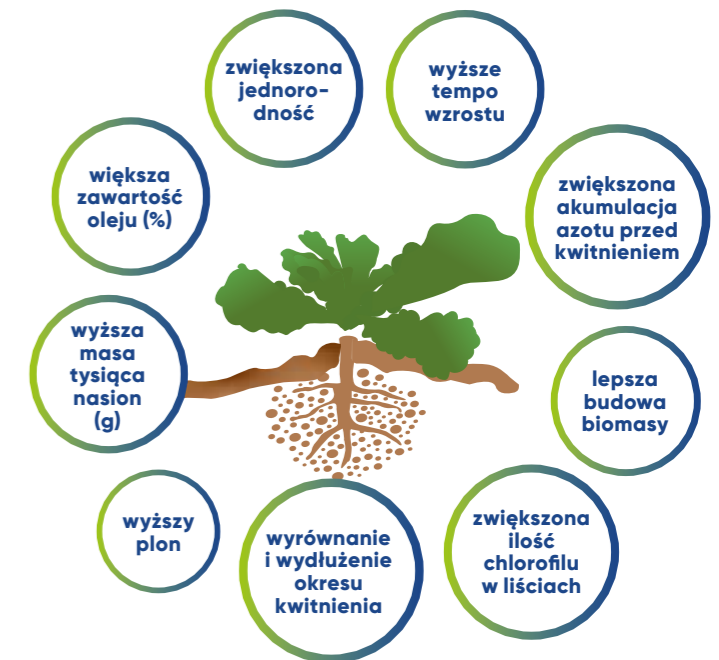 zwiększona
jednoro-
dność
wyższe
tempo
wzrostu
zwiększona
akumulacja
azotu przed
kwitnieniem
lepsza
budowa
biomasy
zwiększona
ilość
chlorofilu
w liściach
wyrównanie
i wydłużenie
okresu
kwitnienia
wyższy
plon
wyższa
masa
tysiąca
nasion
(g)
większa
zawartość
oleju (%)